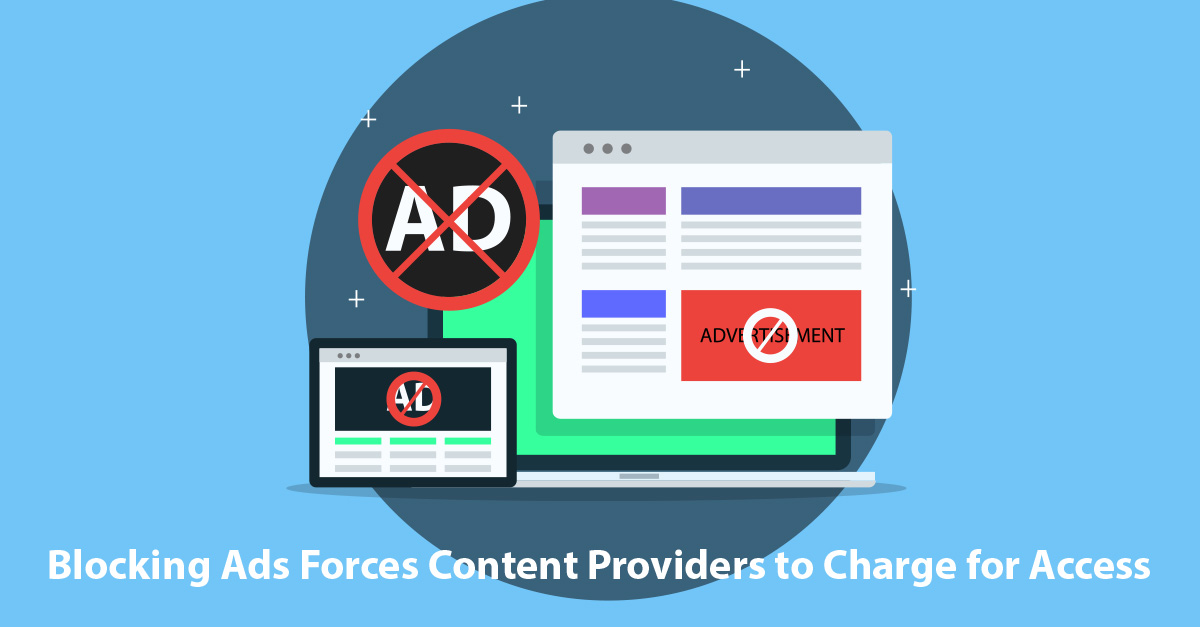 AD
ADVERTISEMENT
AD
Blocking Ads Forces Content Providers to Charge for Access